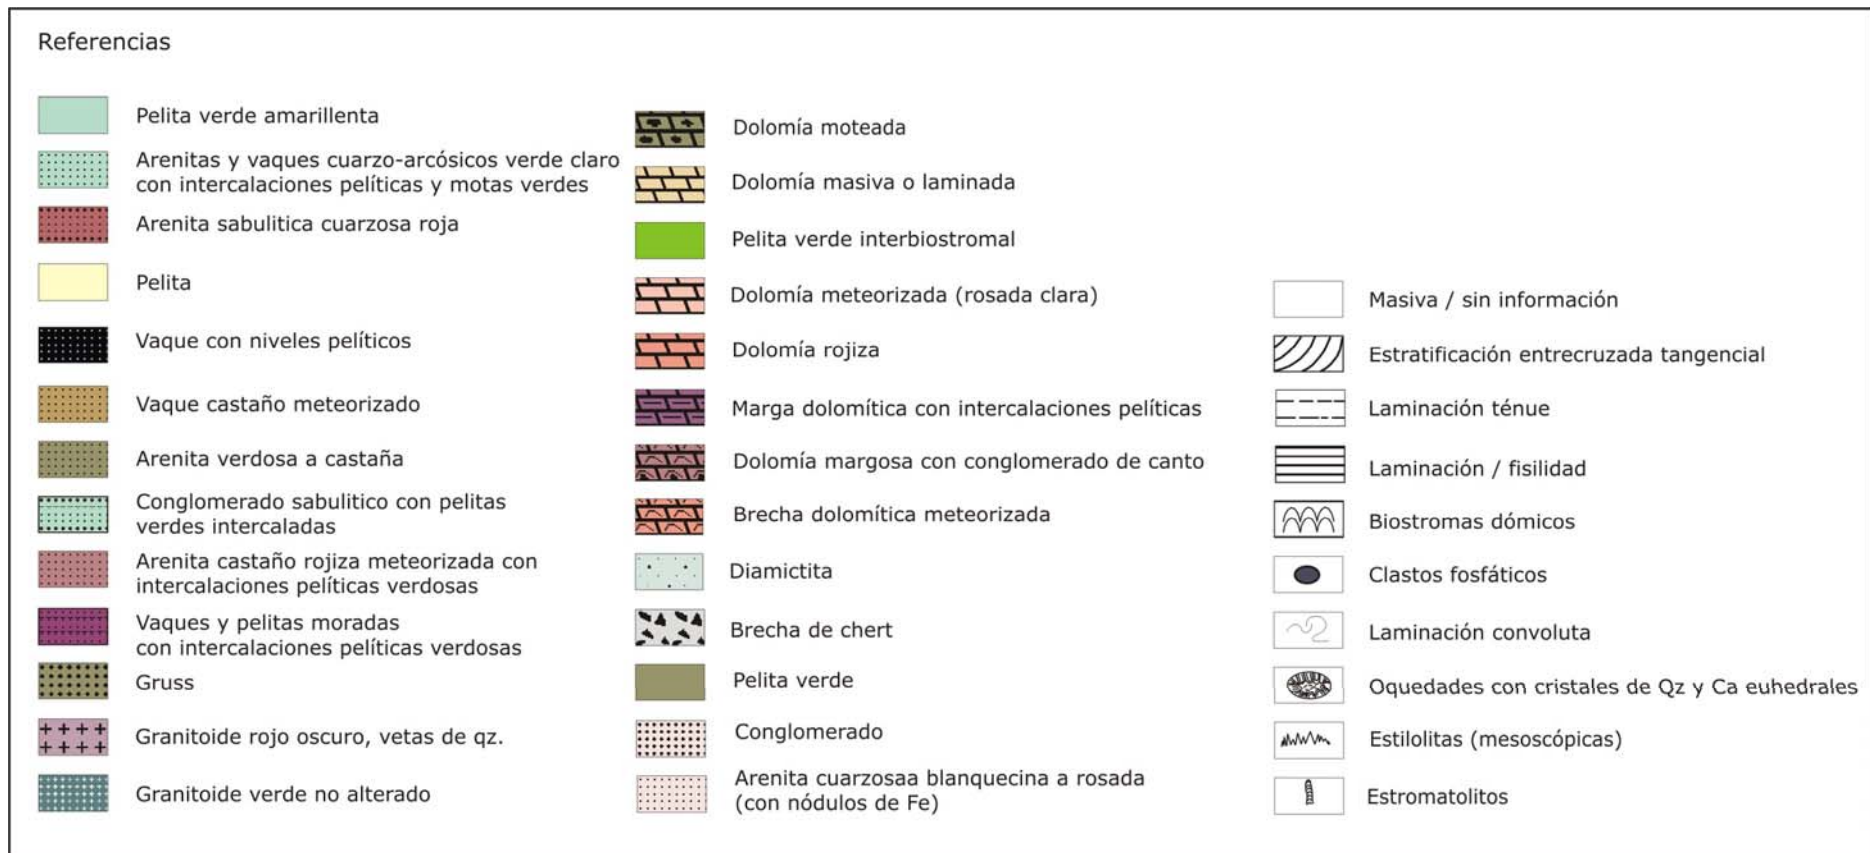 Referencias
Pelita verde amarillenta
Arenitas y vaques cuarzo-arcósicos verde claro
con intercalaciones pelíticas y motas verdes
Arenita sabulitica cuarzosa roja
Pelita
Vaque con niveles pelíticos
Vaque castaño meteorizado
Arenita verdosa a castaña
Conglomerado sabulitico con pelitas
verdes intercaladas
Arenita castaño rojiza meteorizada con
intercalaciones pelíticas verdosas
Vaques y pelitas moradas
con intercalaciones pelíticas verdosas
Gruss
Granitoide rojo oscuro, vetas de qz.
Granitoide verde no alterado
Dolomía moteada
Dolomía masiva o laminada
Pelita verde interbiostromal
Dolomía meteorizada (rosada clara)
Dolomía rojiza
Marga dolomítica con intercalaciones pelíticas
Dolomía margosa con conglomerado de canto
Brecha dolomítica meteorizada
Diamictita
Brecha de chert
Pelita verde
Conglomerado
Arenita cuarzosaa blanquecina a rosada
(con nódulos de Fe)
Masiva / sin información
Estratificación entrecruzada tangencial
Laminación ténue
Laminación / fisilidad
Biostromas dómicos
Clastos fosfáticos
Laminación convoluta
Oquedades con cristales de Qz y Ca euhedrales
Estilolitas (mesoscópicas)
Estromatolitos